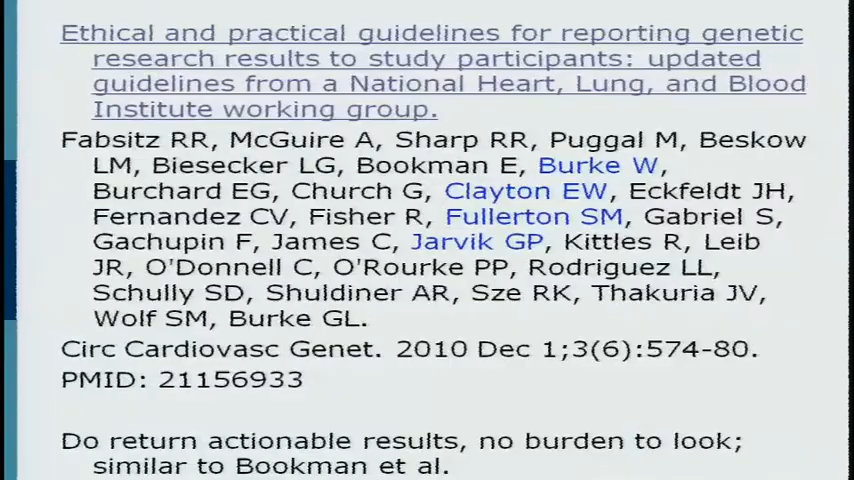 Ethical and practical guidelines for reporting genetic
research results to study participants: updated
guidelines from a National Heart, Lung, and Blood
Institute working group.
Fabsitz RR, McGuire A, Sharp RR, Puggal M, Beskow
LM, Biesecker LG, Bookman E, Burke W,
Burchard EG, Church G, Clayton EW, Eckfeldt JH,
Fernandez CV, Fisher R, Fullerton SM, Gabriel S,
Gachupin F, James C, Jarvik GP, Kittles R, Leib
JR, O'Donnell C, O'Rourke PP, Rodriguez LL,
Schully SD, Shuldiner AR, Sze RK, Thakuria JV,
Wolf SM, Burke GL.
Circ Cardiovasc Genet. 2010 Dec 1;3(6):574-80.
PMID: 21156933
Do return actionable results, no burden to look;
similar to Bookman et al.